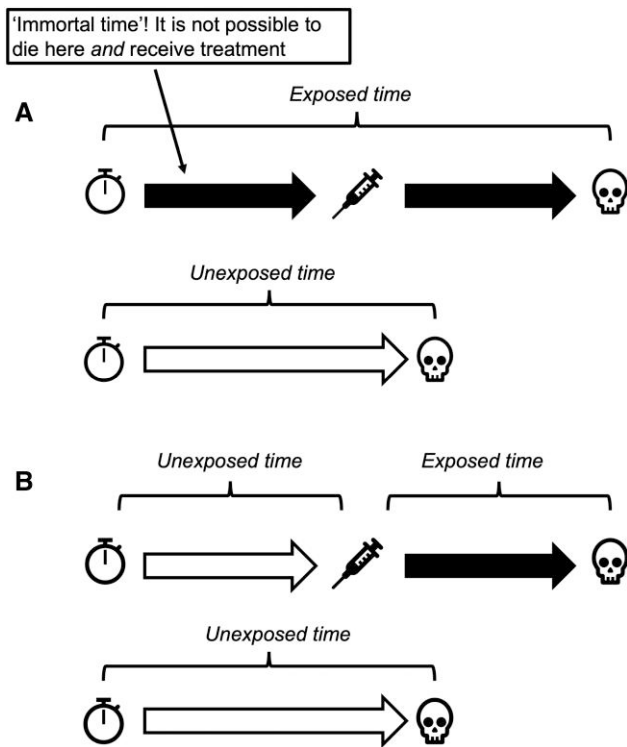 ‘Immortal time’! It is not possible to
die here and receive treatment
A
Exposed time
Unexposed time
B
Unexposed time
Exposed time
Unexposed time